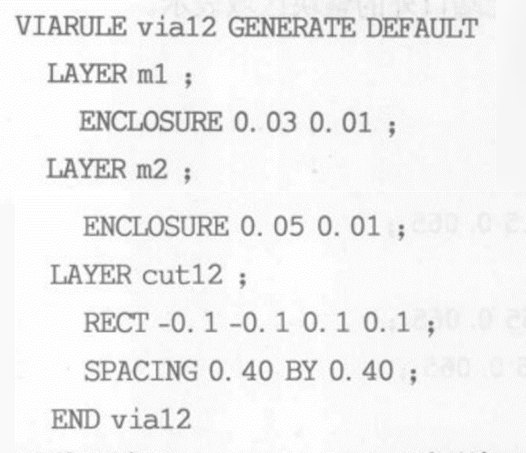 VIARULE via12 GENERATE DEFAULT
LAYER m1 ;
ENCLOSURE 0.03 0.01 ;
LAYER m2 ;
ENCLOSURE 0.05 0.01 ;
LAYER cut12 ;
RECT -0.1 -0.1 0.1 0.1 ;
SPACING 0.40 BY 0.40 ;
END via12